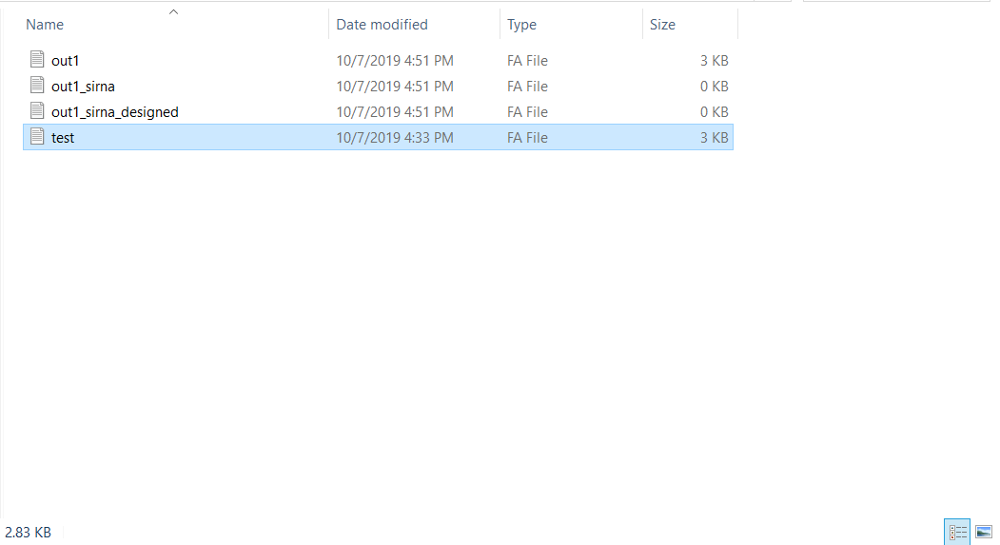 Name Date modified Type Size
out1 10/7/2019 4:51 PM FA File 3 KB
out1_sirna 10/7/2019 4:51 PM FA File 0 KB
out1_sirna_designed 10/7/2019 4:51 PM FA File 0 KB
test 10/7/2019 4:33 PM FA File 3 KB
2.83 KB